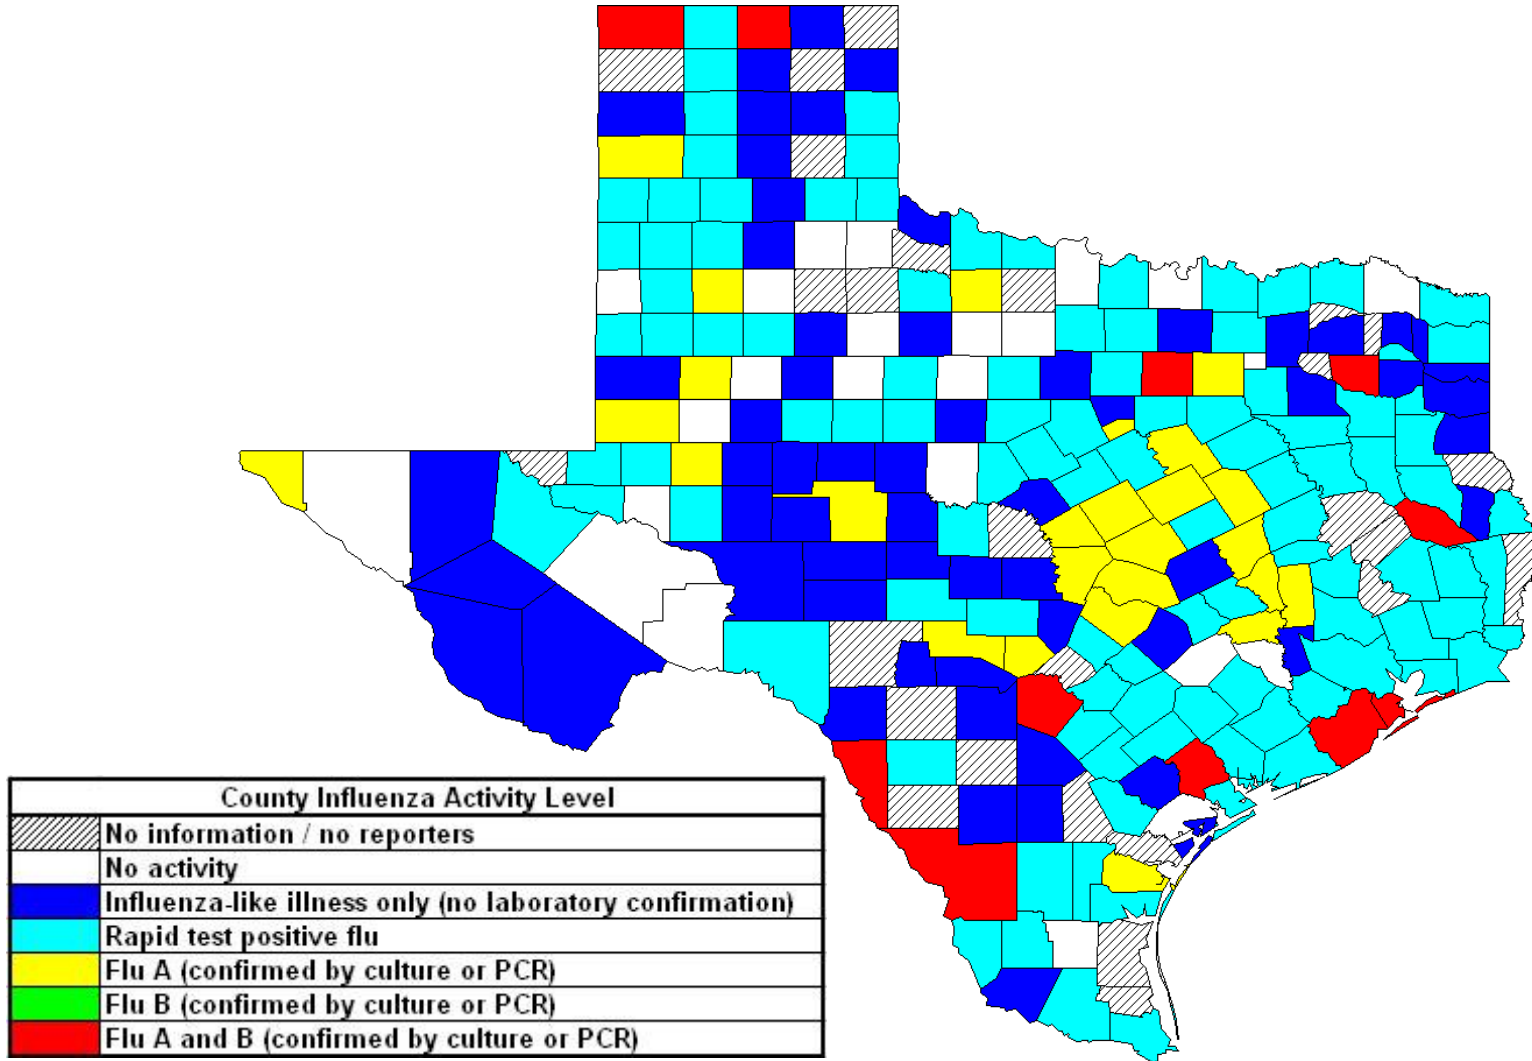 County Influenza Activity Level
No information / no reporters
No activity
Influenza-like illness only (no laboratory confirmation)
Rapid test positive flu
Flu A (confirmed by culture or PCR)
Flu B (confirmed by culture or PCR)
Flu A and B (confirmed by culture or PCR)